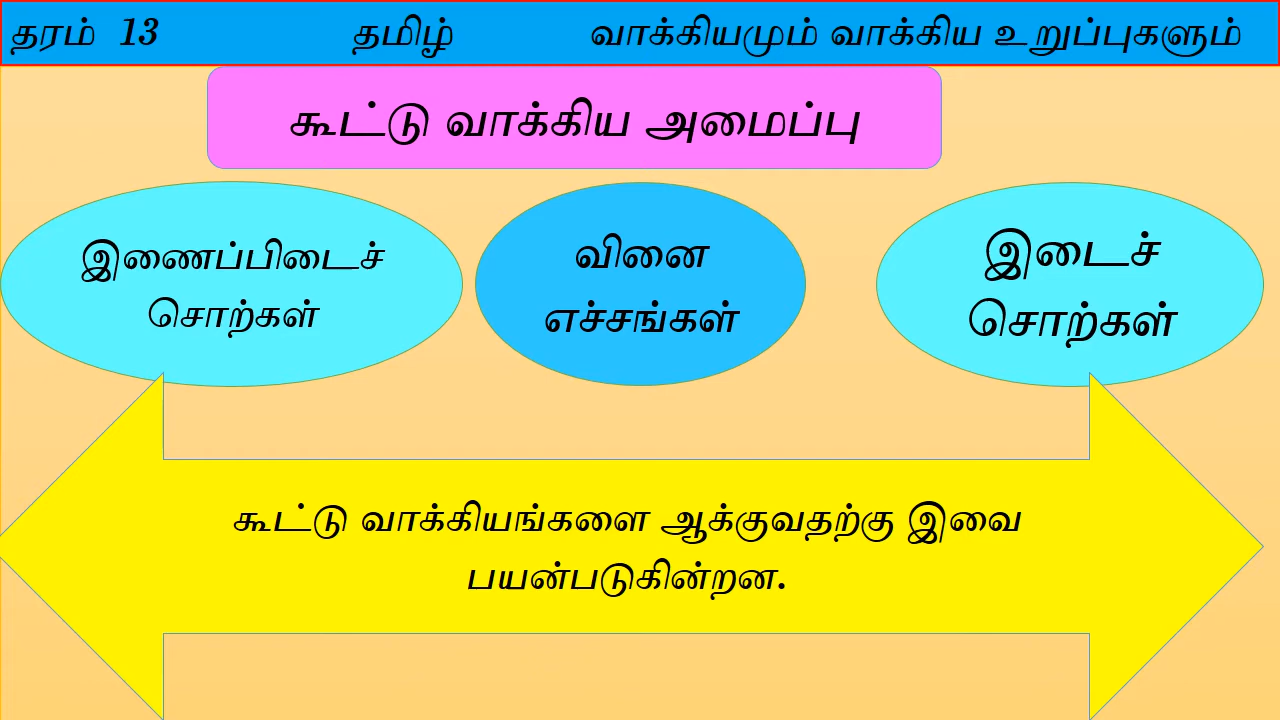 தரம் 13 தமிழ் வாக்கியமும் வாக்கிய உறுப்புகளும்
கூட்டு வாக்கிய அமைப்பு
இணைப்பிடைச்
சொற்கள்
வினை
எச்சங்கள்
இடைச்
சொற்கள்
கூட்டு வாக்கியங்களை ஆக்குவதற்கு இவை
பயன்படுகின்றன.